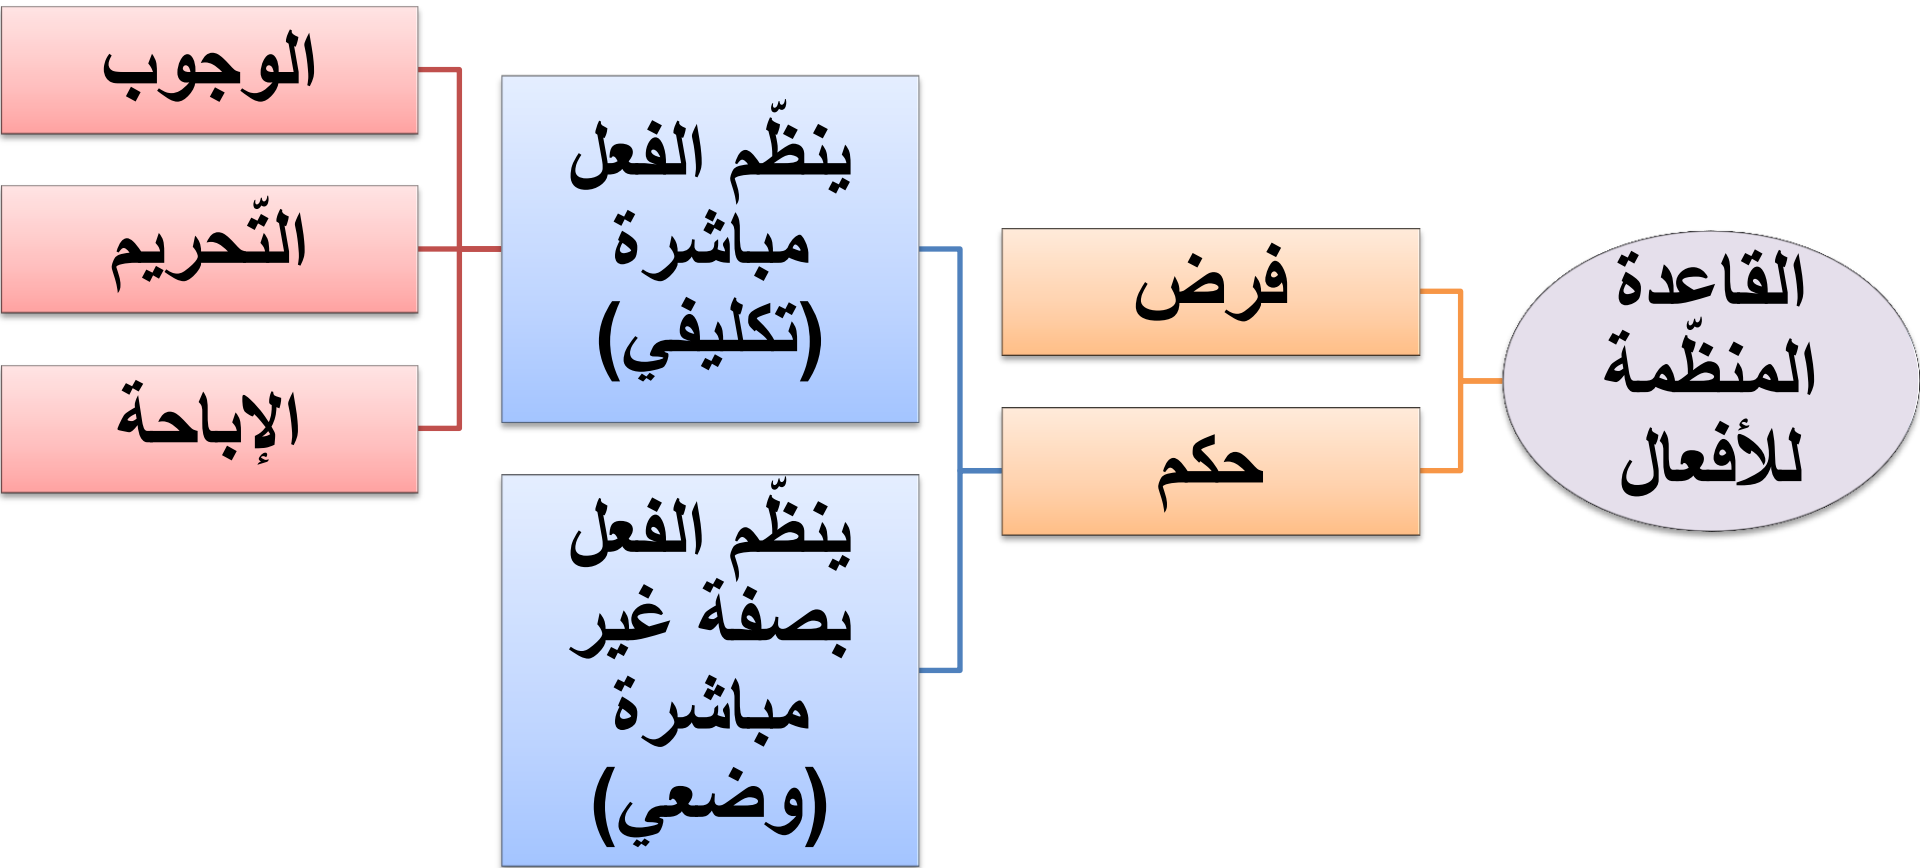 القاعدة
المنظّمة
للأفعال
فرض
حكم
ينظّم الفعل
مباشرة
(تكليفي)
ينظّم الفعل
بصفة غير
مباشرة
(وضعي)
الوجوب
التّحريم
الإباحة